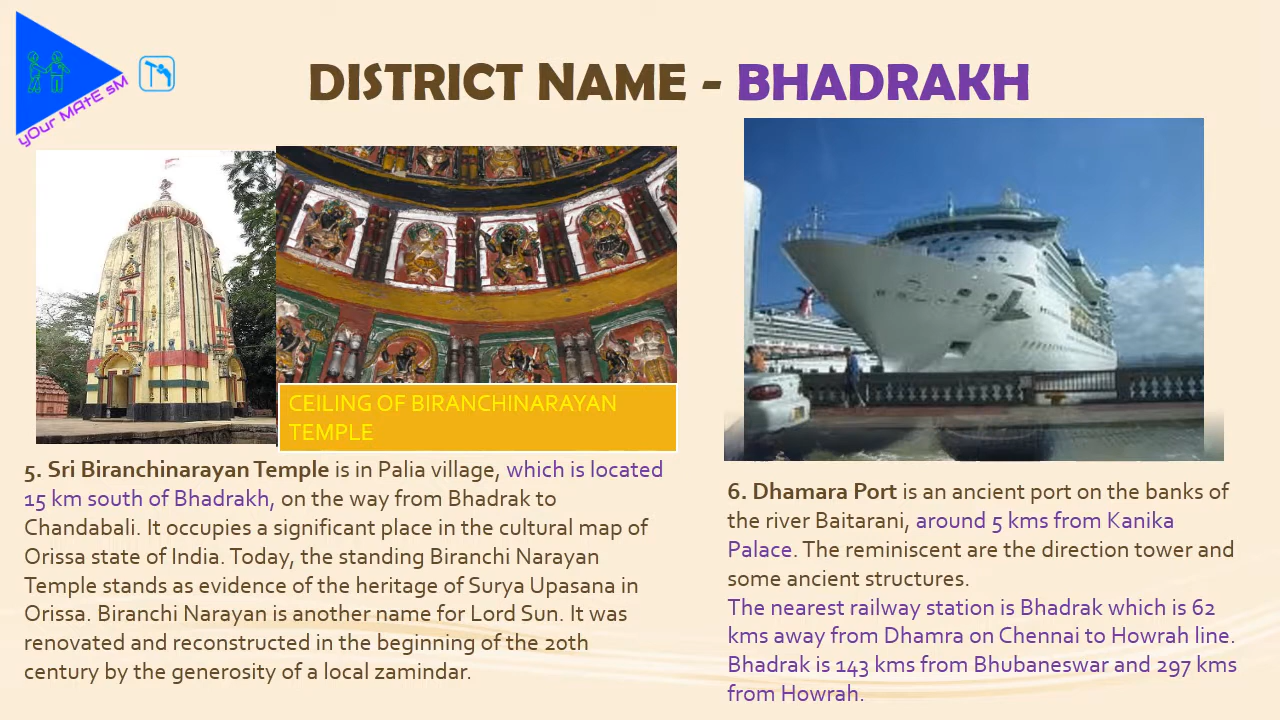 yOur MAtE sM
DISTRICT NAME - BHADRAKH
CEILING OF BIRANCHINARAYAN
TEMPLE
5. Sri Biranchinarayan Temple is in Palia village, which is located
15 km south of Bhadrakh, on the way from Bhadrak to
Chandabali. It occupies a significant place in the cultural map of
Orissa state of India. Today, the standing Biranchi Narayan
Temple stands as evidence of the heritage of Surya Upasana in
Orissa. Biranchi Narayan is another name for Lord Sun. It was
renovated and reconstructed in the beginning of the 20th
century by the generosity of a local zamindar.
6. Dhamara Port is an ancient port on the banks of
the river Baitarani, around 5 kms from Kanika
Palace. The reminiscent are the direction tower and
some ancient structures.
The nearest railway station is Bhadrak which is 62
kms away from Dhamra on Chennai to Howrah line.
Bhadrak is 143 kms from Bhubaneswar and 297 kms
from Howrah.